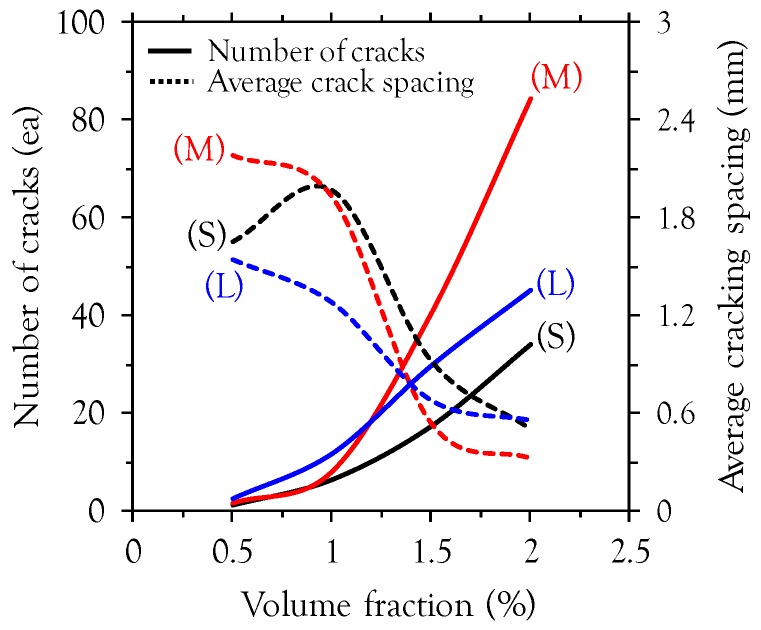 Number of cracks (ea)
100
80
60
40
20
0
Number of cracks
Average crack spacing
(M)
(M)
(S)
(L)
(L)
(S)
3
2.4
1.8
1.2
0.6
0
Average cracking spacing (mm)
0 0.5 1 1.5 2 2.5
Volume fraction (%)